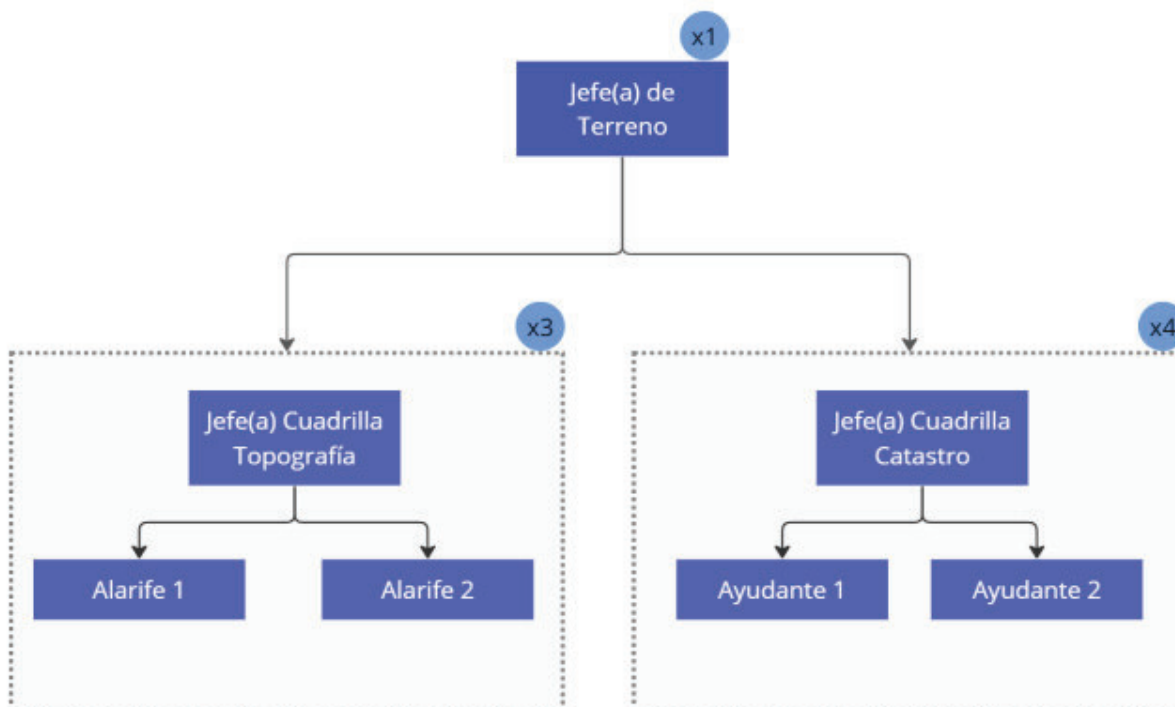 x1
Jefe(a) de
Terreno
x3
x4
Jefe(a) Cuadrilla
Topografía
Jefe(a) Cuadrilla
Catastro
Alarife 1
Alarife 2
Ayudante 1
Ayudante 2